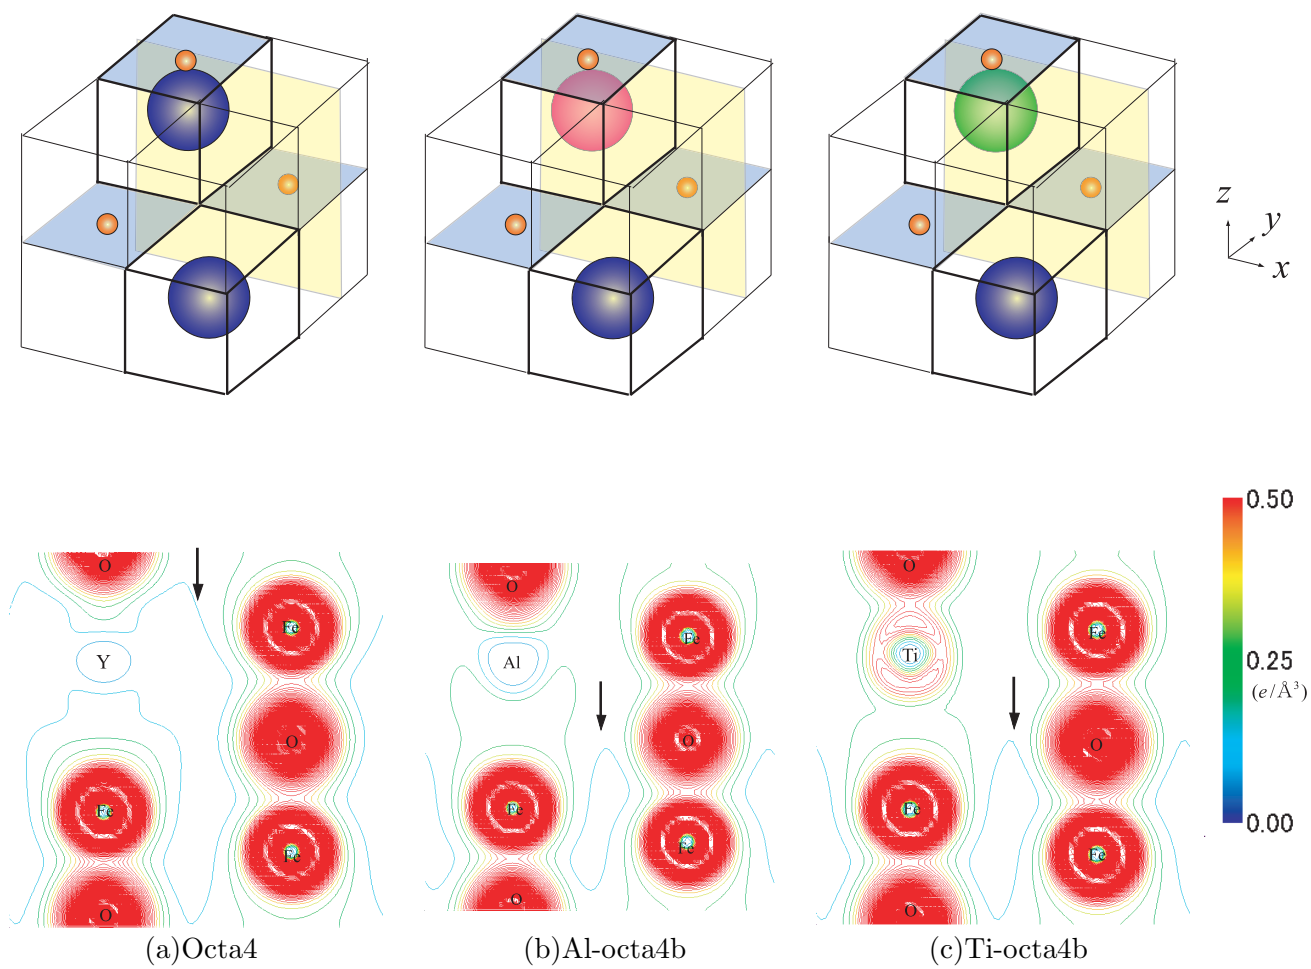 z
y
x
0.50
0.25
(e/Å³)
0.00
O
Y
Fe
O
Fe
O
Fe
O
Al
Fe
O
Fe
O
Fe
O
Ti
Fe
O
Fe
O
Fe
(a)Octa4
(b)Al-octa4b
(c)Ti-octa4b